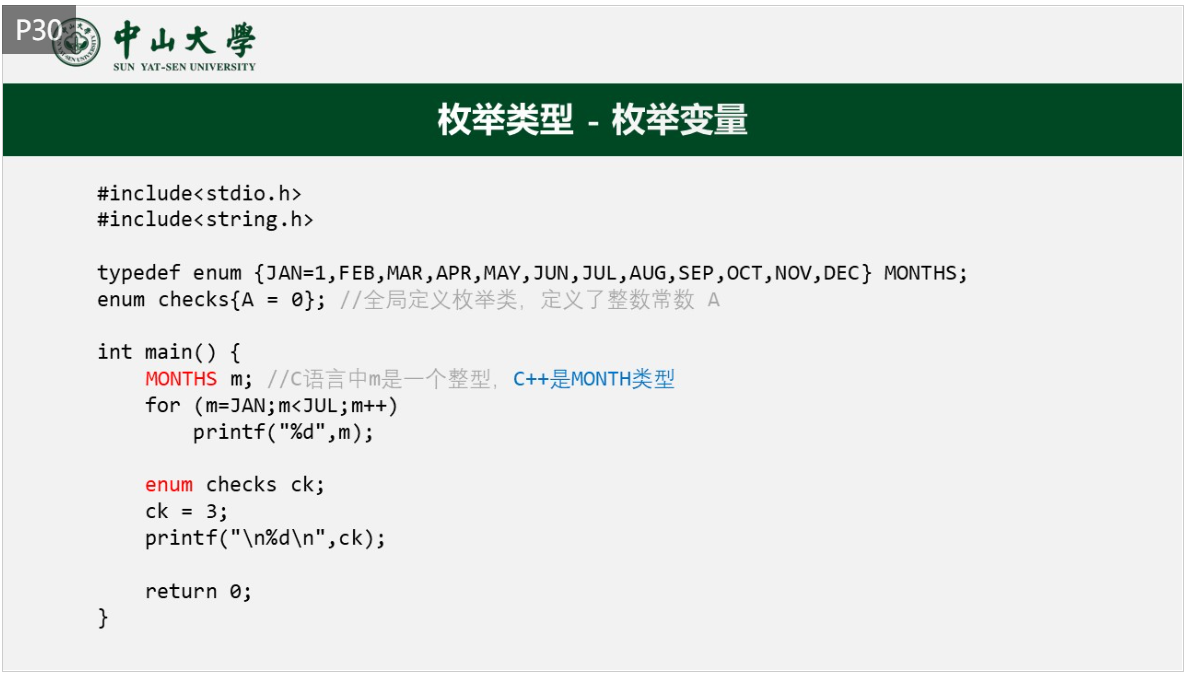 P30
中山大學
SUN YAT-SEN UNIVERSITY
枚举类型 - 枚举变量
#include<stdio.h>
#include<string.h>
typedef enum {JAN=1,FEB,MAR,APR,MAY,JUN,JUL,AUG,SEP,OCT,NOV,DEC} MONTHS;
enum checks{A = 0}; //全局定义枚举类，定义了整数常数 A
int main() {
    MONTHS m; //C语言中m是一个整型，C++是MONTH类型
    for (m=JAN;m<JUL;m++)
        printf("%d",m);
    enum checks ck;
    ck = 3;
    printf("\n%d\n",ck);
    return 0;
}